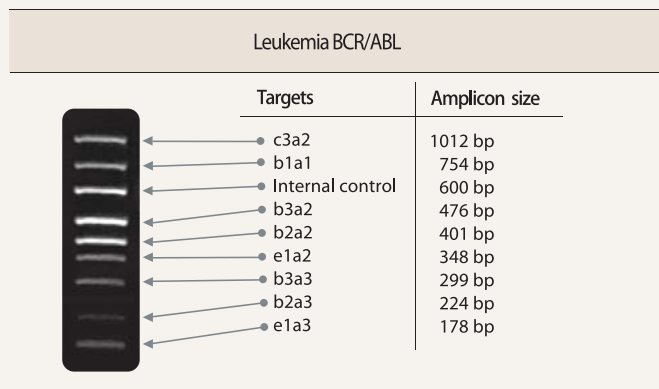 Leukemia BCR/ABL
Targets Amplicon size
c3a2 1012 bp
b1a1 754 bp
Internal control 600 bp
b3a2 476 bp
b2a2 401 bp
e1a2 348 bp
b3a3 299 bp
b2a3 224 bp
e1a3 178 bp